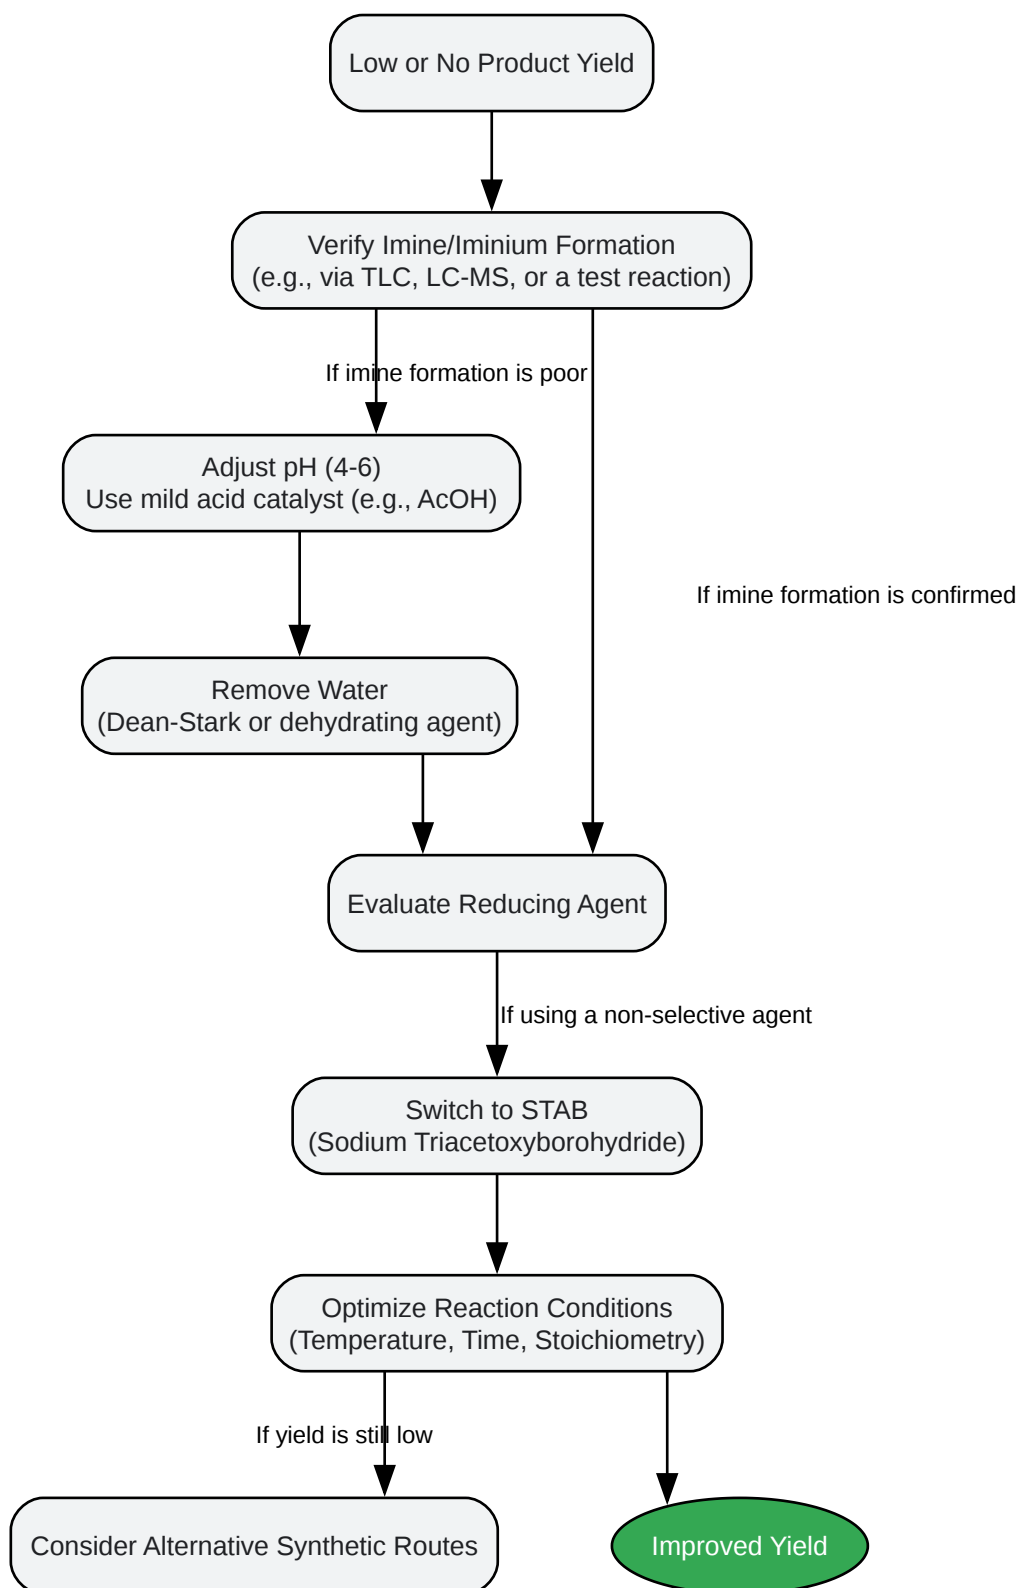 Low or No Product Yield
Verify Imine/Iminium Formation
(e.g., via TLC, LC-MS, or a test reaction)
If imine formation is poor
Adjust pH (4-6)
Use mild acid catalyst (e.g., AcOH)
If imine formation is confirmed
Remove Water
(Dean-Stark or dehydrating agent)
Evaluate Reducing Agent
If using a non-selective agent
Switch to STAB
(Sodium Triacetoxyborohydride)
Optimize Reaction Conditions
(Temperature, Time, Stoichiometry)
If yield is still low
Consider Alternative Synthetic Routes
Improved Yield